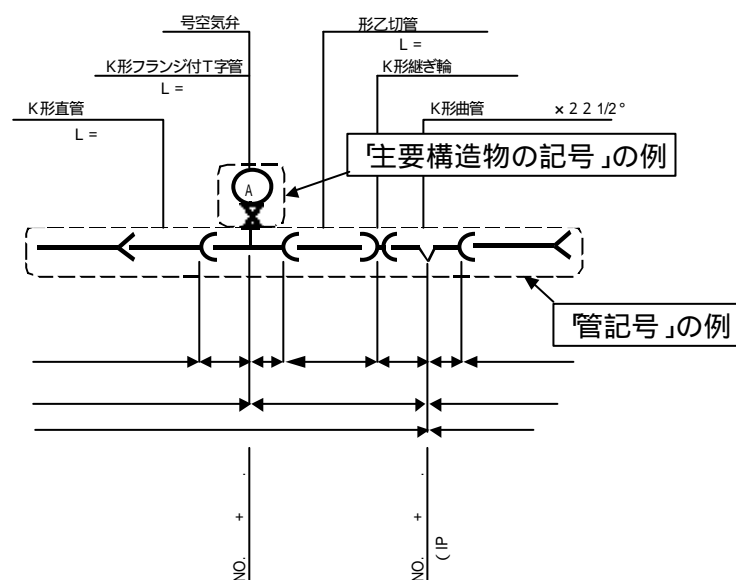 号空気弁
形乙切管
L =
K形フランジ付T字管
L =
K形継ぎ輪
K形直管
L =
K形曲管 ×22 1/2°
「主要構造物の記号」の例
A
「管記号」の例
NO. + .
NO. + .
(IP